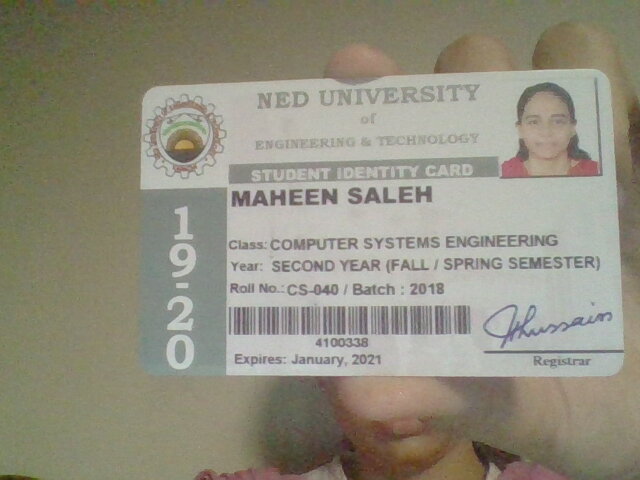 NED UNIVERSITY
of
ENGINEERING & TECHNOLOGY
STUDENT IDENTITY CARD
MAHEEN SALEH
19-20
Class: COMPUTER SYSTEMS ENGINEERING
Year: SECOND YEAR (FALL / SPRING SEMESTER)
Roll No.: CS-040 / Batch : 2018
4100338
Expires: January, 2021
Hussain
Registrar